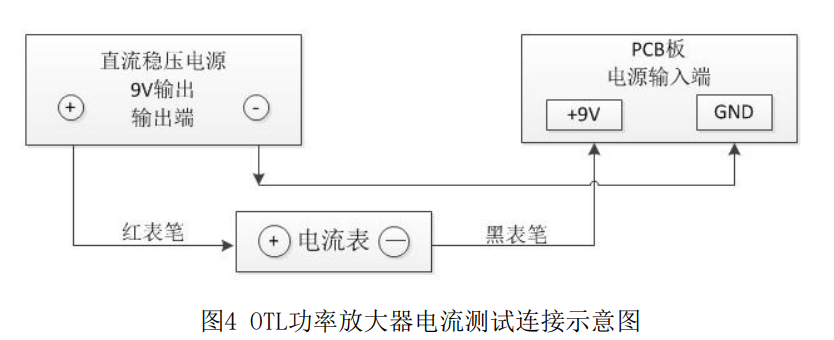 直流稳压电源
9V输出
输出端
+
-
PCB板
电源输入端
+9V
GND
红表笔
+ 电流表 —
黑表笔
图4 OTL功率放大器电流测试连接示意图